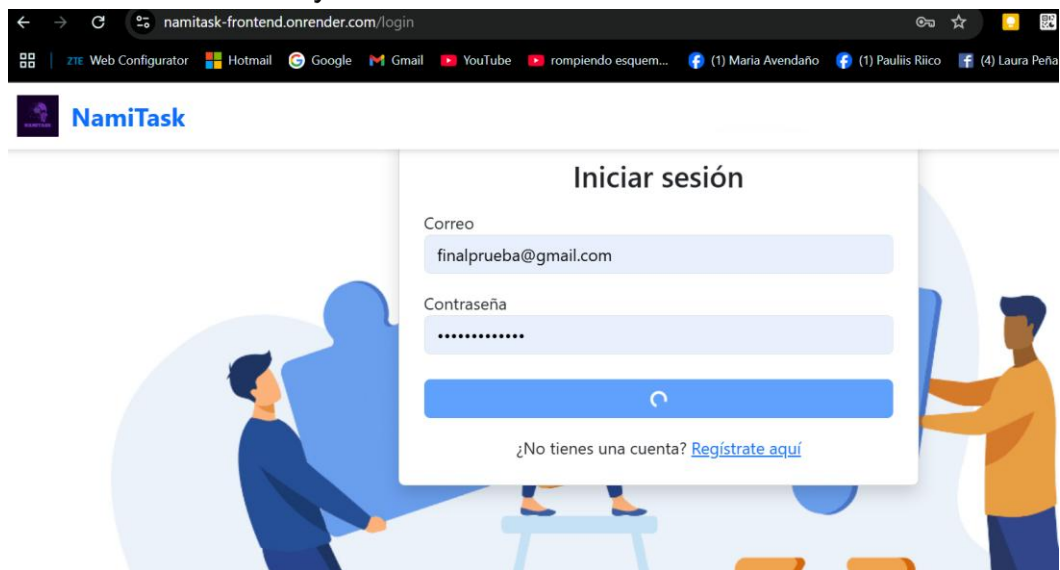 namitask-frontend.onrender.com/login
ZTE Web Configurator Hotmail Google Gmail YouTube rompiendo esquem... (1) Maria Avendaño (1) Pauliis Riico (4) Laura Peña
NamiTask
Iniciar sesión
Correo
finalprueba@gmail.com
Contraseña
•••••••••••••
¿No tienes una cuenta? Regístrate aquí